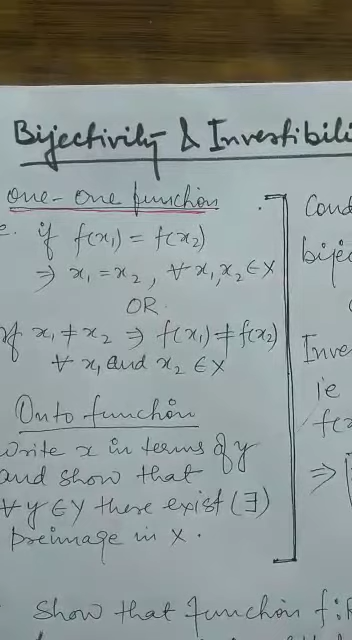 Bijectivity & Investibili
one-one function
e. if f(x₁) = f(x₂)
⇒ x₁ = x₂, ∀ x₁, x₂ ∈ X
OR
If x₁ ≠ x₂ ⇒ f(x₁) ≠ f(x₂)
∀ x₁ and x₂ ∈ X
Onto function
write x in terms of y
and show that
∀ y ∈ Y there exist (∃)
preimage in X.
Cond
bijec
Inve
ie
f(x
⇒
Show that function f: R